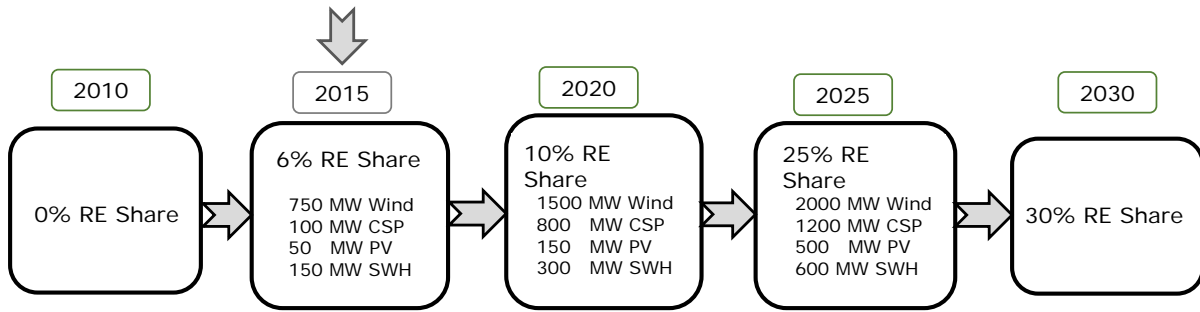 2010
0% RE Share
2015
6% RE Share
750 MW Wind
100 MW CSP
50 MW PV
150 MW SWH
2020
10% RE
Share
1500 MW Wind
800 MW CSP
150 MW PV
300 MW SWH
2025
25% RE
Share
2000 MW Wind
1200 MW CSP
500 MW PV
600 MW SWH
2030
30% RE Share